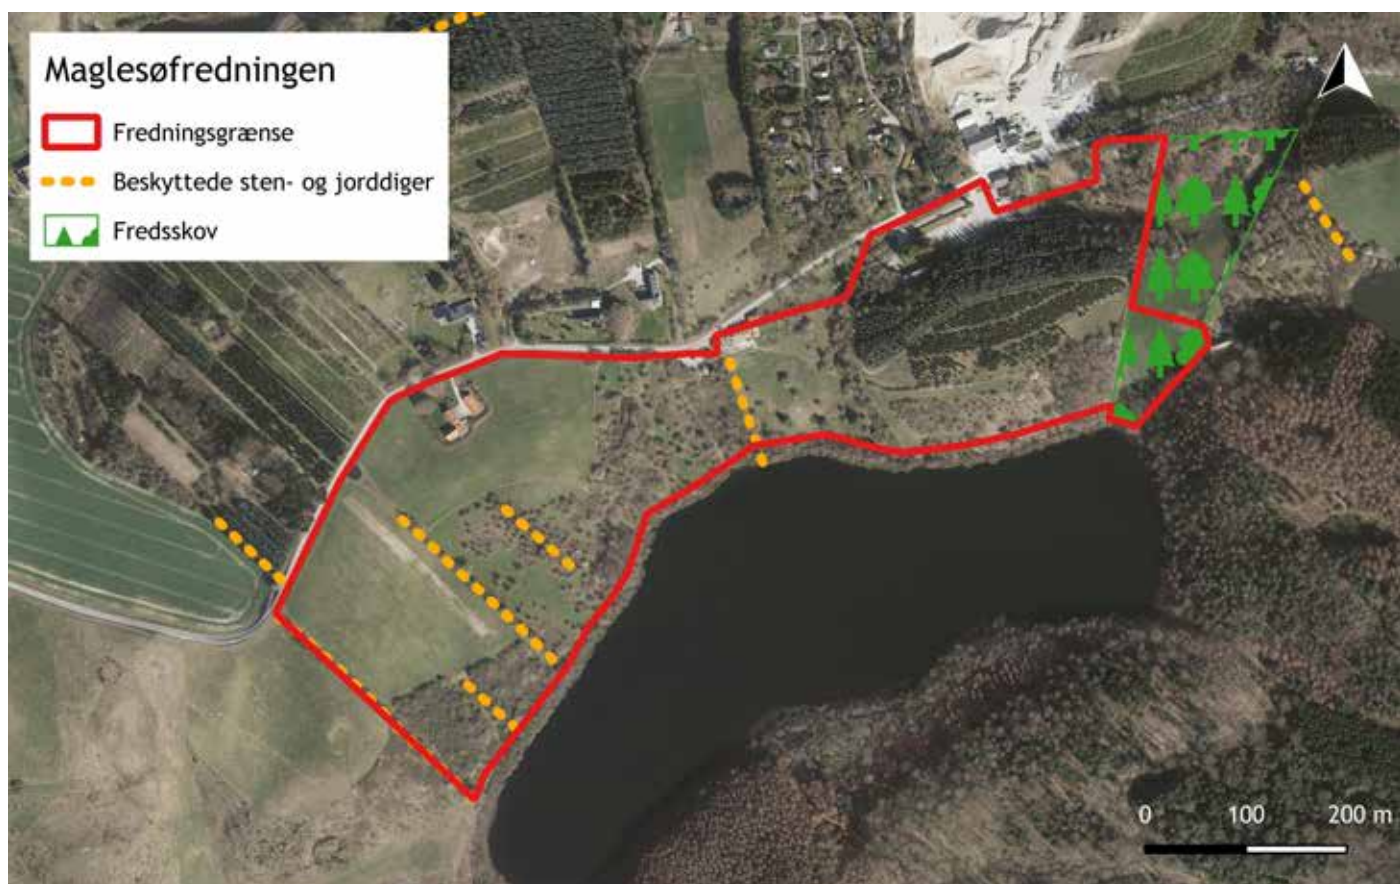 Maglesøfredningen
Fredningsgrænse
Beskyttede sten- og jorddiger
Fredsskov
0 100 200 m